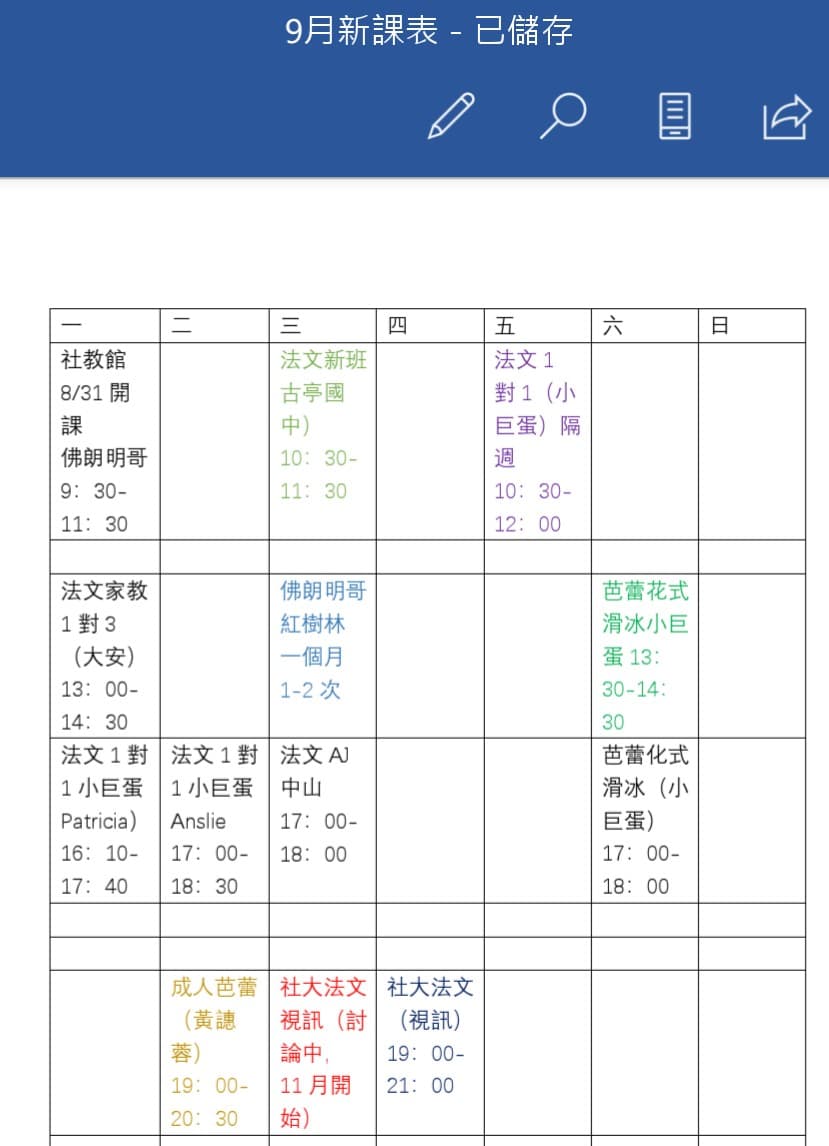 9月新課表 - 已儲存
一
二
三
四
五
六
日
社教館
8/31 開
課
佛朗明哥
9：30-
11：30
法文新班
古亭國
中）
10：30-
11：30
法文 1
對 1（小
巨蛋）隔
週
10：30-
12：00
法文家教
1 對 3
（大安）
13：00-
14：30
佛朗明哥
紅樹林
一個月
1-2 次
芭蕾花式
滑冰小巨
蛋 13：
30-14：
30
法文 1 對
1 小巨蛋
Patricia）
16：10-
17：40
法文 1 對
1 小巨蛋
Anslie
17：00-
18：30
法文 AJ
中山
17：00-
18：00
芭蕾化式
滑冰（小
巨蛋）
17：00-
18：00
成人芭蕾
（黃譓
蓉）
19：00-
20：30
社大法文
視訊（討
論中,
11 月開
始）
社大法文
（視訊）
19：00-
21：00